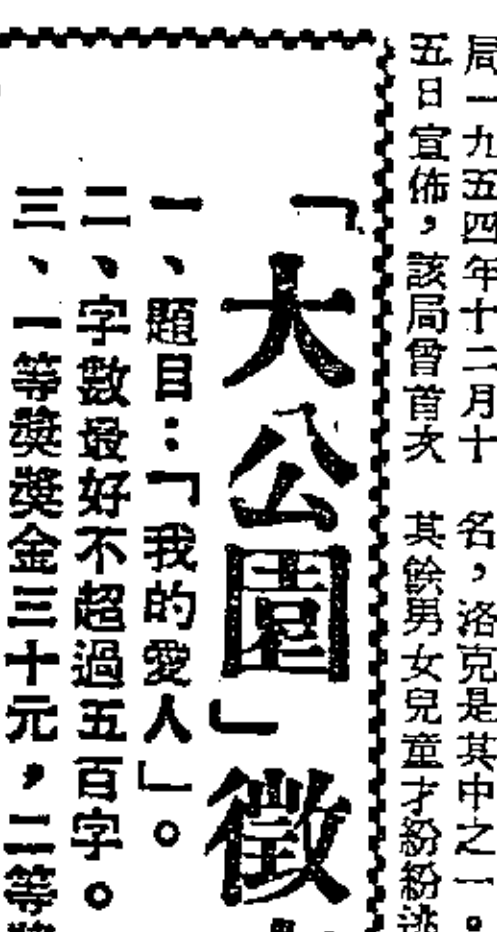 局一九五四年十二月十
五日宣佈，該局曾首次
名，洛克是其中之一。
其餘男女兒童才紛紛逃
「大公園」徵
一、題目：「我的愛人」。
二、字數最好不超過五百字。
三、一等獎獎金三十元，二等獎